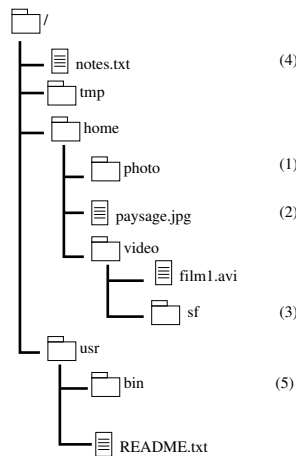 /
notes.txt (4)
tmp
home
photo (1)
paysage.jpg (2)
video
film1.avi
sf (3)
usr
bin (5)
README.txt